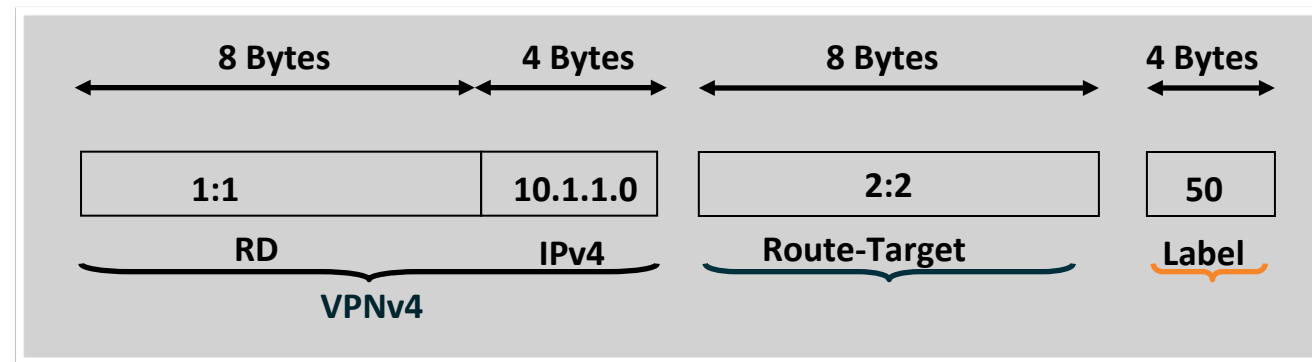 8 Bytes 4 Bytes 8 Bytes 4 Bytes
1:1 10.1.1.0 2:2 50
RD IPv4 Route-Target Label
VPNv4